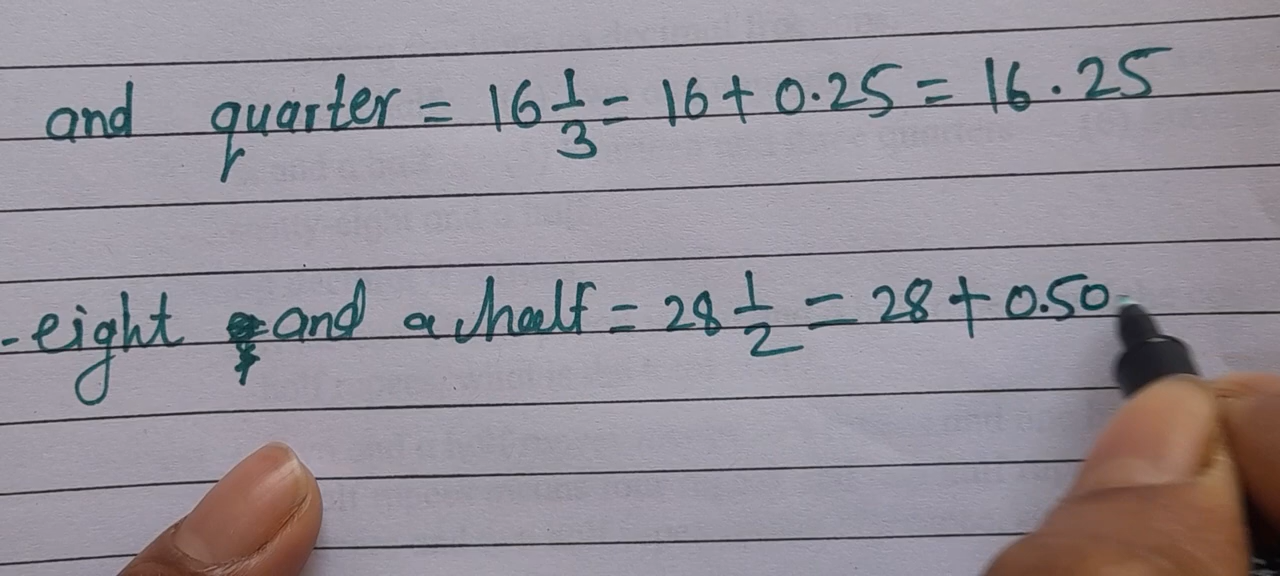 and quarter = 16 1/3 = 16 + 0.25 = 16.25
-eight and a half = 28 1/2 = 28 + 0.50